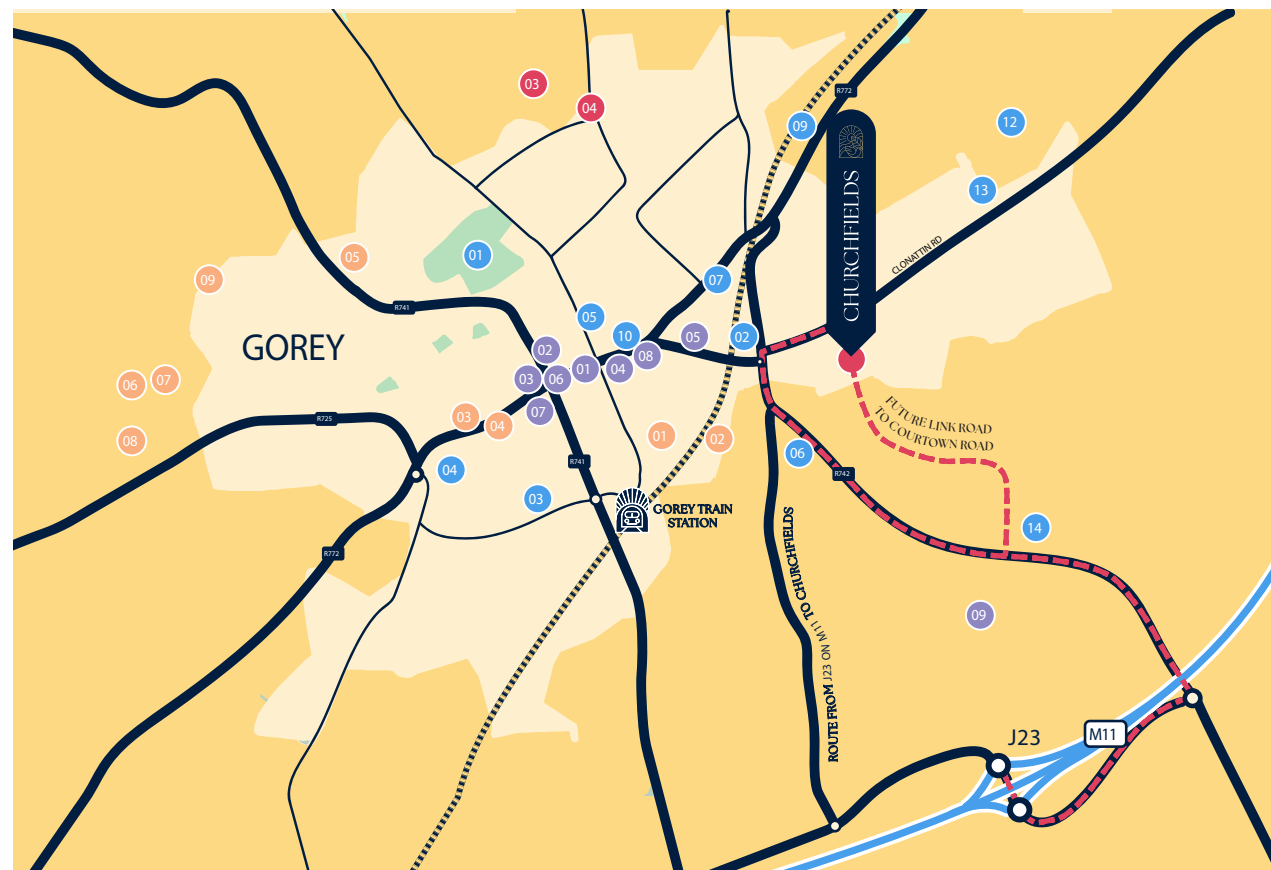 03
04
R772
09
12
13
CHURCHFIELDS
CLONATTIN RD
01
05
09
07
R741
05
10
02
05
GOREY
02
08
01
04
03
06
07
06
07
08
R725
03
04
01
02
FUTURE LINK ROAD
TO COURTOWN ROAD
06
R742
04
R741
03
GOREY TRAIN
STATION
14
R772
09
ROUTE FROM J23 ON M11 TO CHURCHFIELDS
J23
M11